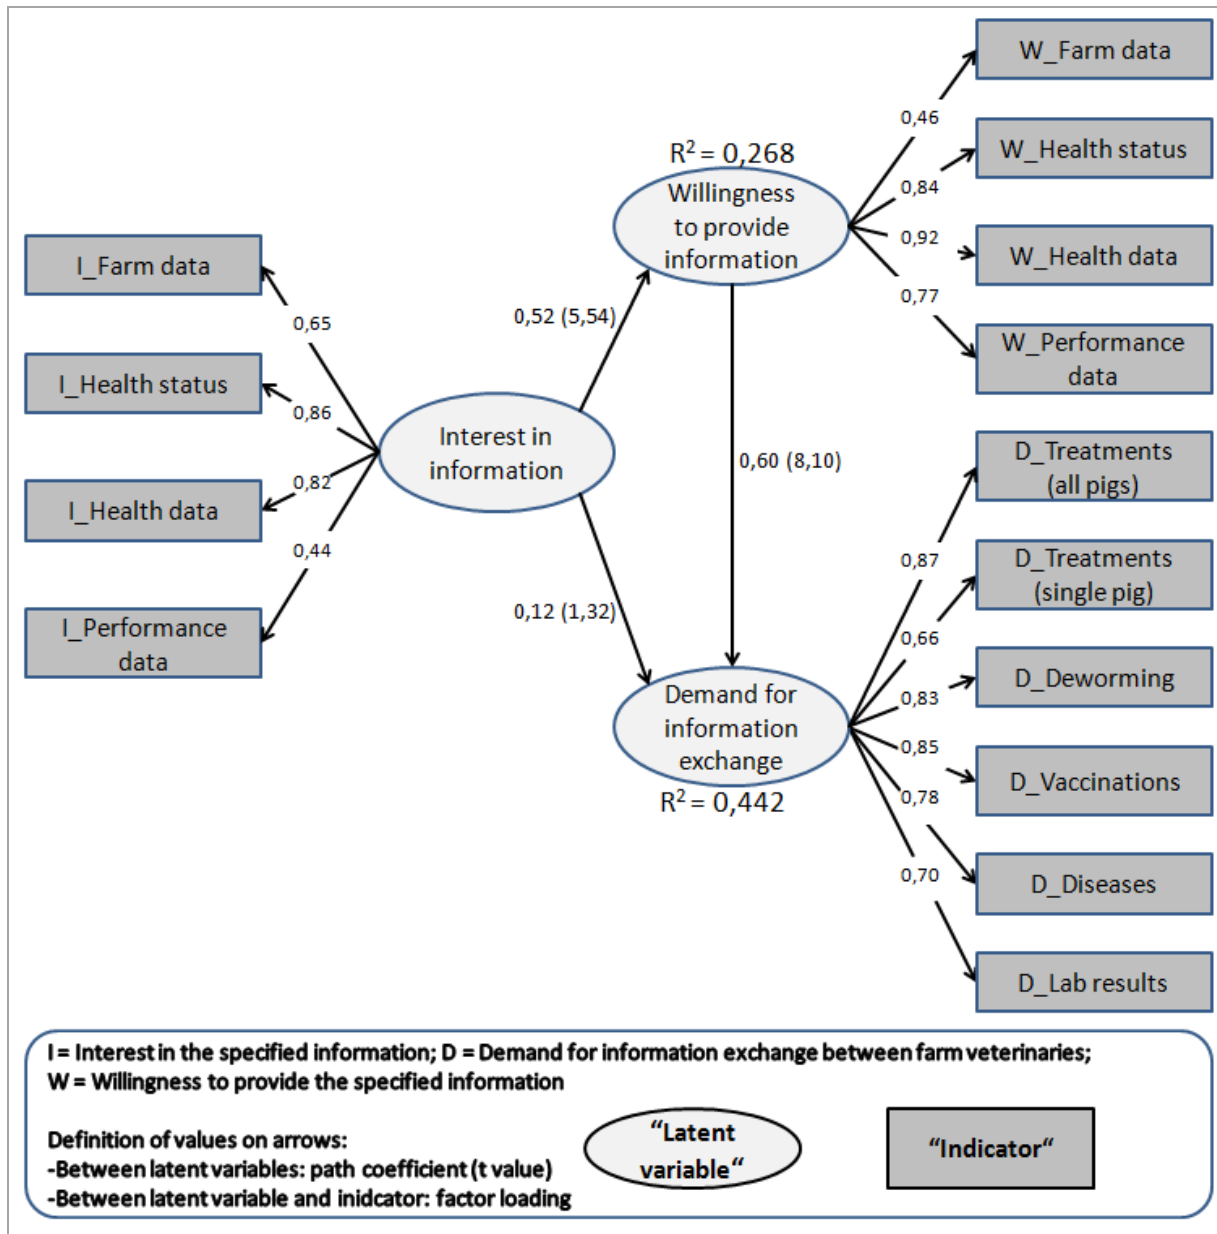 I_Farm data
I_Health status
I_Health data
I_Performance
data
0,65
0,86
0,82
0,44
Interest in
information
0,52 (5,54)
0,12 (1,32)
R² = 0,268
Willingness
to provide
information
0,60 (8,10)
Demand for
information
exchange
R² = 0,442
0,46
0,84
0,92
0,77
W_Farm data
W_Health status
W_Health data
W_Performance
data
0,87
0,66
0,83
0,85
0,78
0,70
D_Treatments
(all pigs)
D_Treatments
(single pig)
D_Deworming
D_Vaccinations
D_Diseases
D_Lab results
I = Interest in the specified information; D = Demand for information exchange between farm veterinaries;
W = Willingness to provide the specified information
Definition of values on arrows:
-Between latent variables: path coefficient (t value)
-Between latent variable and inidcator: factor loading
“Latent
variable“
“Indicator“